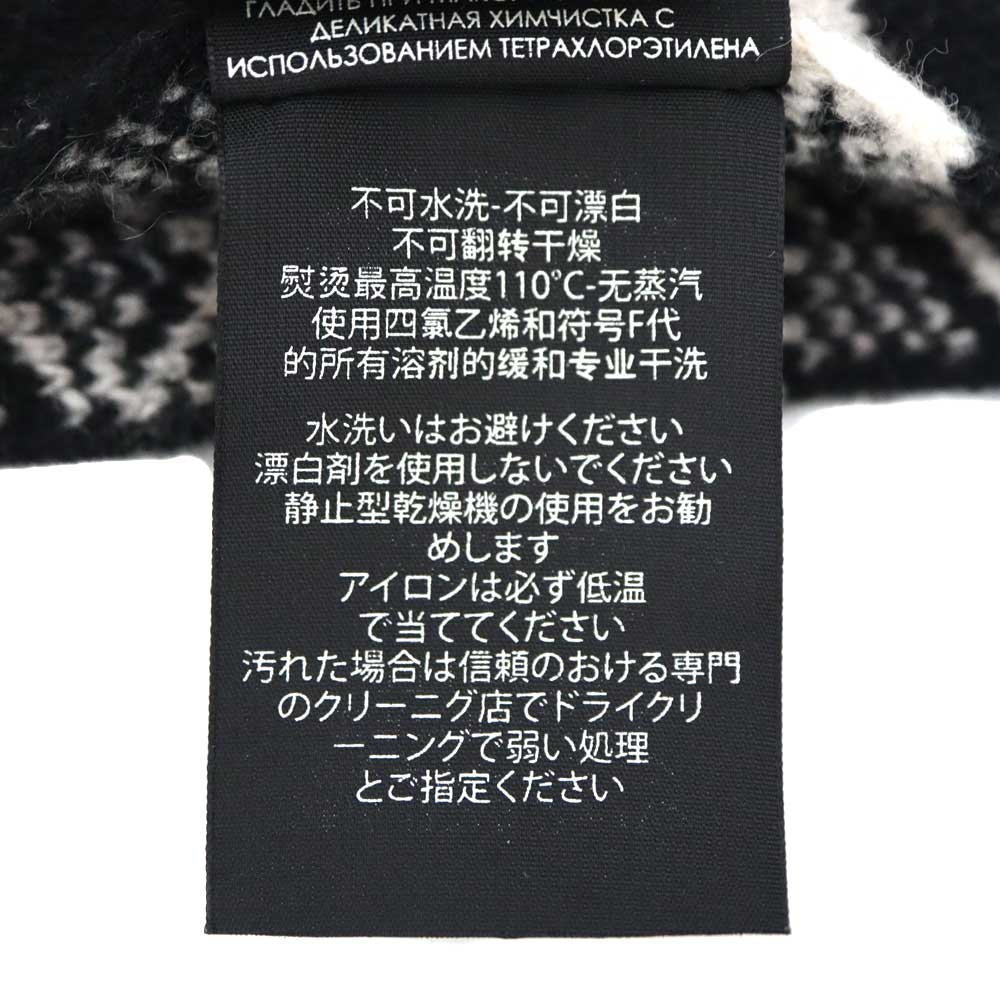 ГЛАДИТЬ ПРИ
ДЕЛИКАТНАЯ ХИМЧИСТКА С
ИСПОЛЬЗОВАНИЕМ ТЕТРАХЛОРЭТИЛЕНА
不可水洗-不可漂白
不可翻转干燥
熨烫最高温度110°C-无蒸汽
使用四氯乙烯和符号F代
的所有溶剂的缓和专业干洗
水洗いはお避けください
漂白剤を使用しないでください
静止型乾燥機の使用をお勧
めします
アイロンは必ず低温
で当ててください
汚れた場合は信頼のおける専門
のクリーニング店でドライクリ
ーニングで弱い処理
とご指定ください